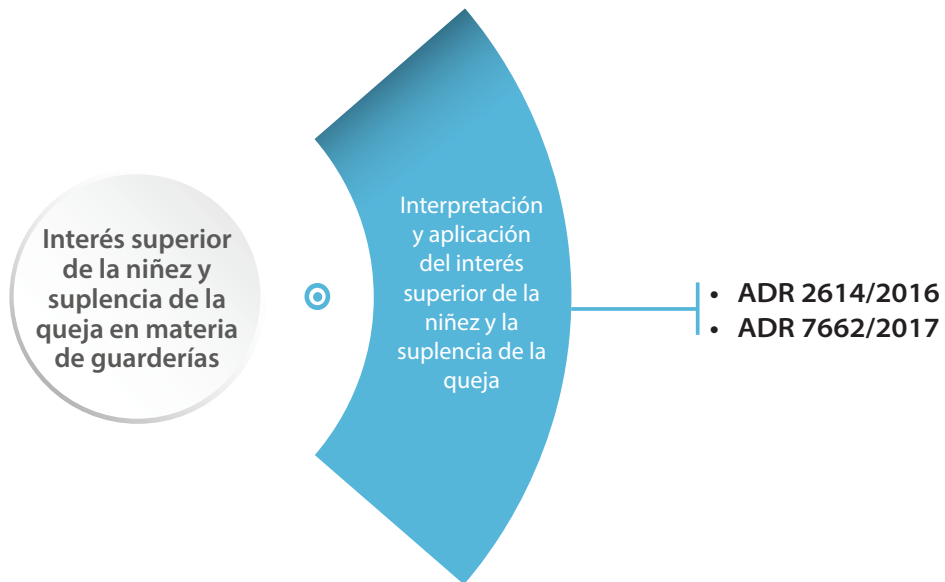 Interés superior
de la niñez y
suplencia de la
queja en materia
de guarderías
Interpretación
y aplicación
del interés
superior de la
niñez y la
suplencia de la
queja
• ADR 2614/2016
• ADR 7662/2017